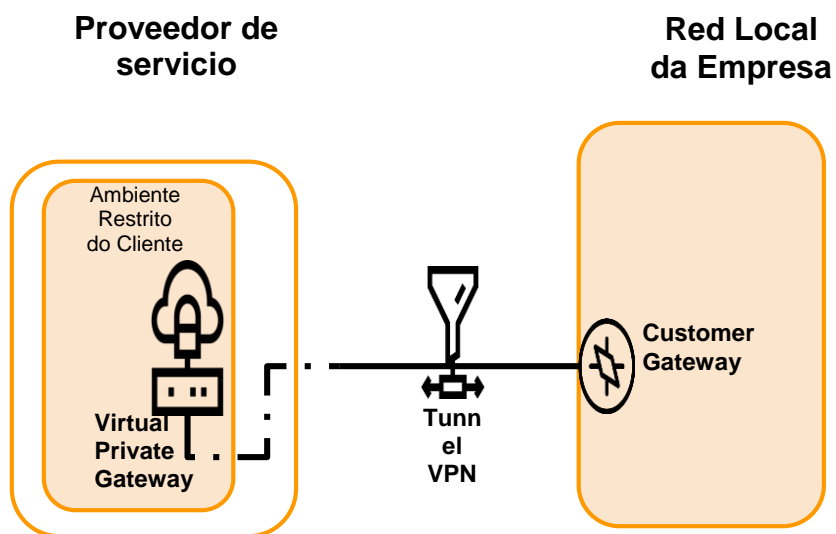 Proveedor de
servicio
Red Local
da Empresa
Ambiente
Restrito
do Cliente
Virtual
Private
Gateway
Tunn
el
VPN
Customer
Gateway